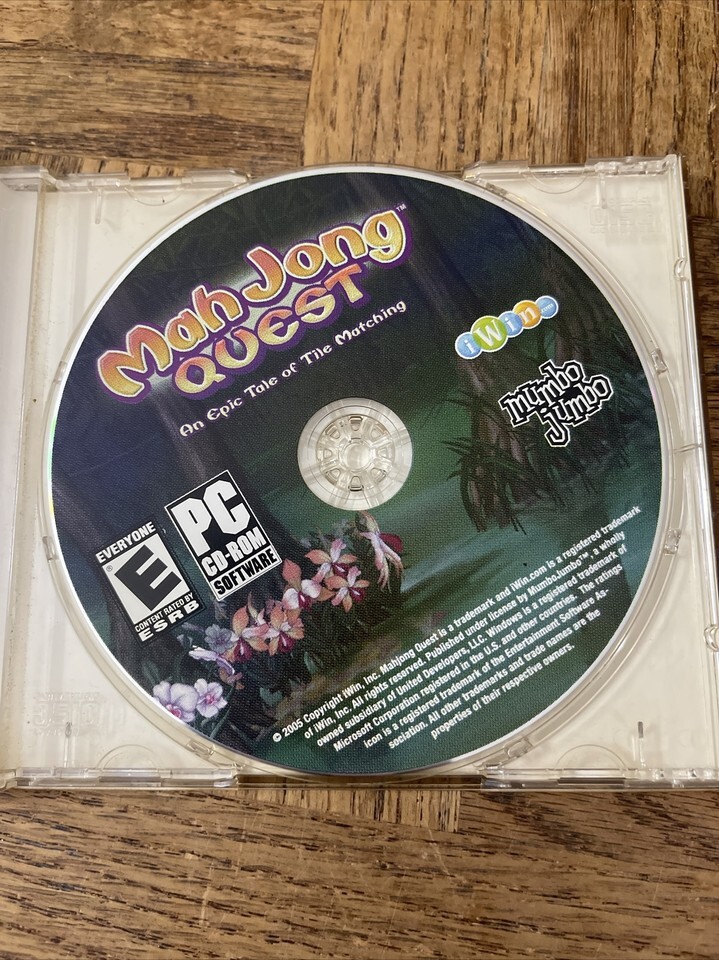 Mah Jong™
QUEST
An Epic Tale of Tile Matching
iWin.com
mumbo
jumbo
EVERYONE
E
®
CONTENT RATED BY
ESRB
PC
CD-ROM
SOFTWARE
© 2005 Copyright iWin, Inc. Mahjong Quest is a trademark and iWin.com is a registered trademark
of iWin, Inc. All rights reserved. Published under license by MumboJumbo™, a wholly
owned subsidiary of United Developers, LLC. Windows is a registered trademark of
Microsoft Corporation registered in the U.S. and other countries. The ratings
icon is a registered trademark of the Entertainment Software As-
sociation. All other trademarks and trade names are the
properties of their respective owners.